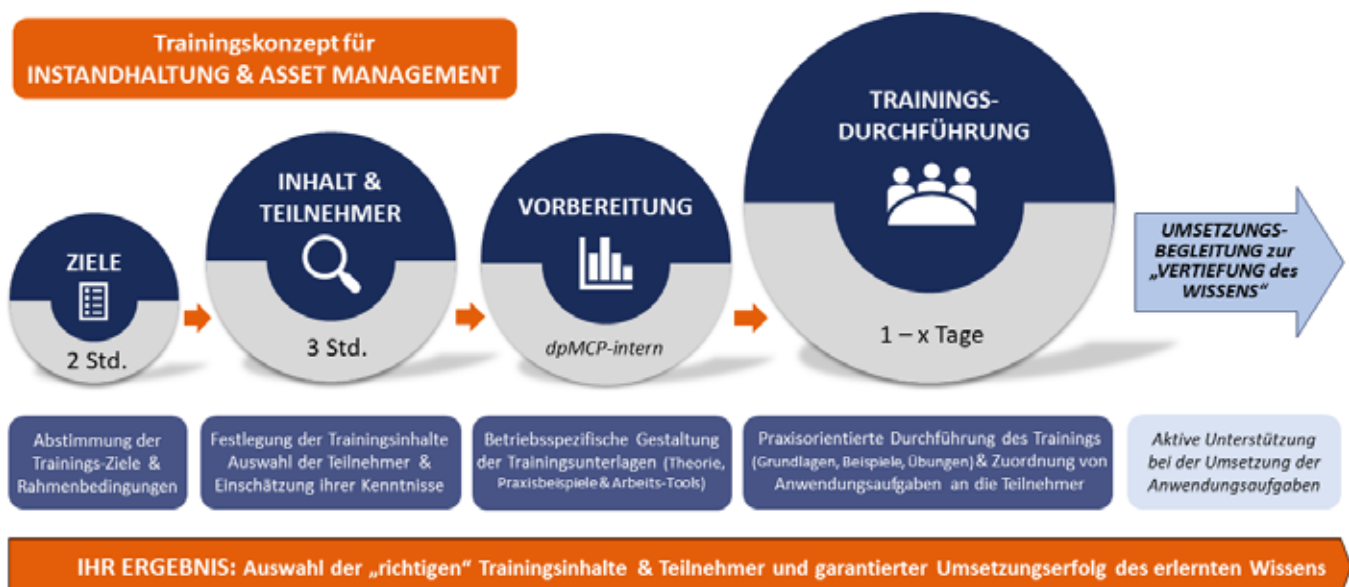 Trainingskonzept für
INSTANDHALTUNG & ASSET MANAGEMENT
ZIELE
2 Std.
INHALT &
TEILNEHMER
3 Std.
VORBEREITUNG
dpMCP-intern
TRAININGS-
DURCHFÜHRUNG
1 – x Tage
UMSETZUNGS-
BEGLEITUNG zur
„VERTIEFUNG des
WISSENS“
Abstimmung der
Trainings-Ziele &
Rahmenbedingungen
Festlegung der Trainingsinhalte
Auswahl der Teilnehmer &
Einschätzung ihrer Kenntnisse
Betriebsspezifische Gestaltung
der Trainingsunterlagen (Theorie,
Praxisbeispiele & Arbeits-Tools)
Praxisorientierte Durchführung des Trainings
(Grundlagen, Beispiele, Übungen) & Zuordnung von
Anwendungsaufgaben an die Teilnehmer
Aktive Unterstützung
bei der Umsetzung der
Anwendungsaufgaben
IHR ERGEBNIS: Auswahl der „richtigen“ Trainingsinhalte & Teilnehmer und garantierter Umsetzungserfolg des erlernten Wissens